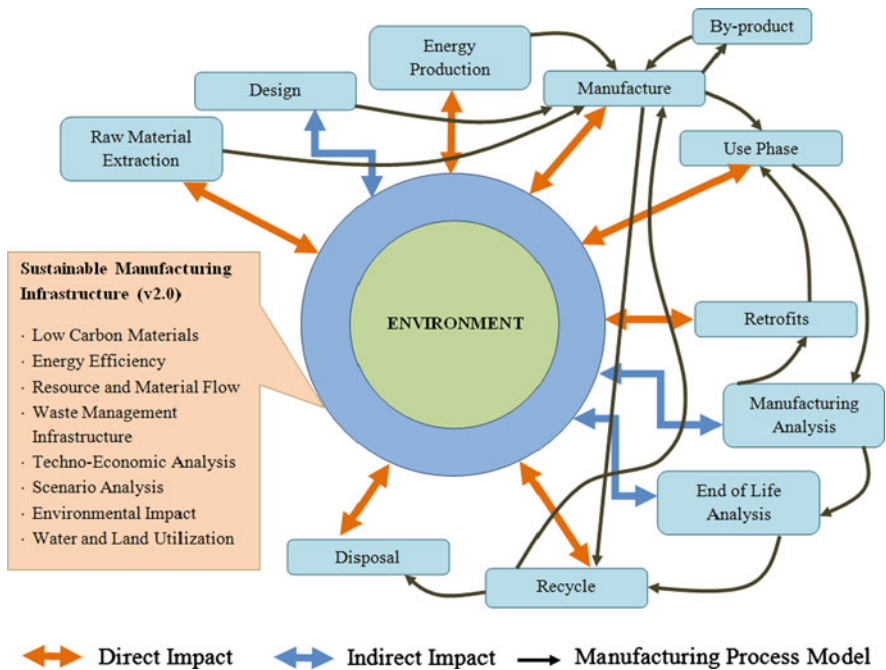 By-product
Energy
Production
Manufacture
Design
Raw Material
Extraction
Use Phase
Sustainable Manufacturing
Infrastructure (v2.0)
· Low Carbon Materials
· Energy Efficiency
· Resource and Material Flow
· Waste Management
Infrastructure
· Techno-Economic Analysis
· Scenario Analysis
· Environmental Impact
· Water and Land Utilization
ENVIRONMENT
Retrofits
Manufacturing
Analysis
End of Life
Analysis
Disposal
Recycle
Direct Impact
Indirect Impact
Manufacturing Process Model